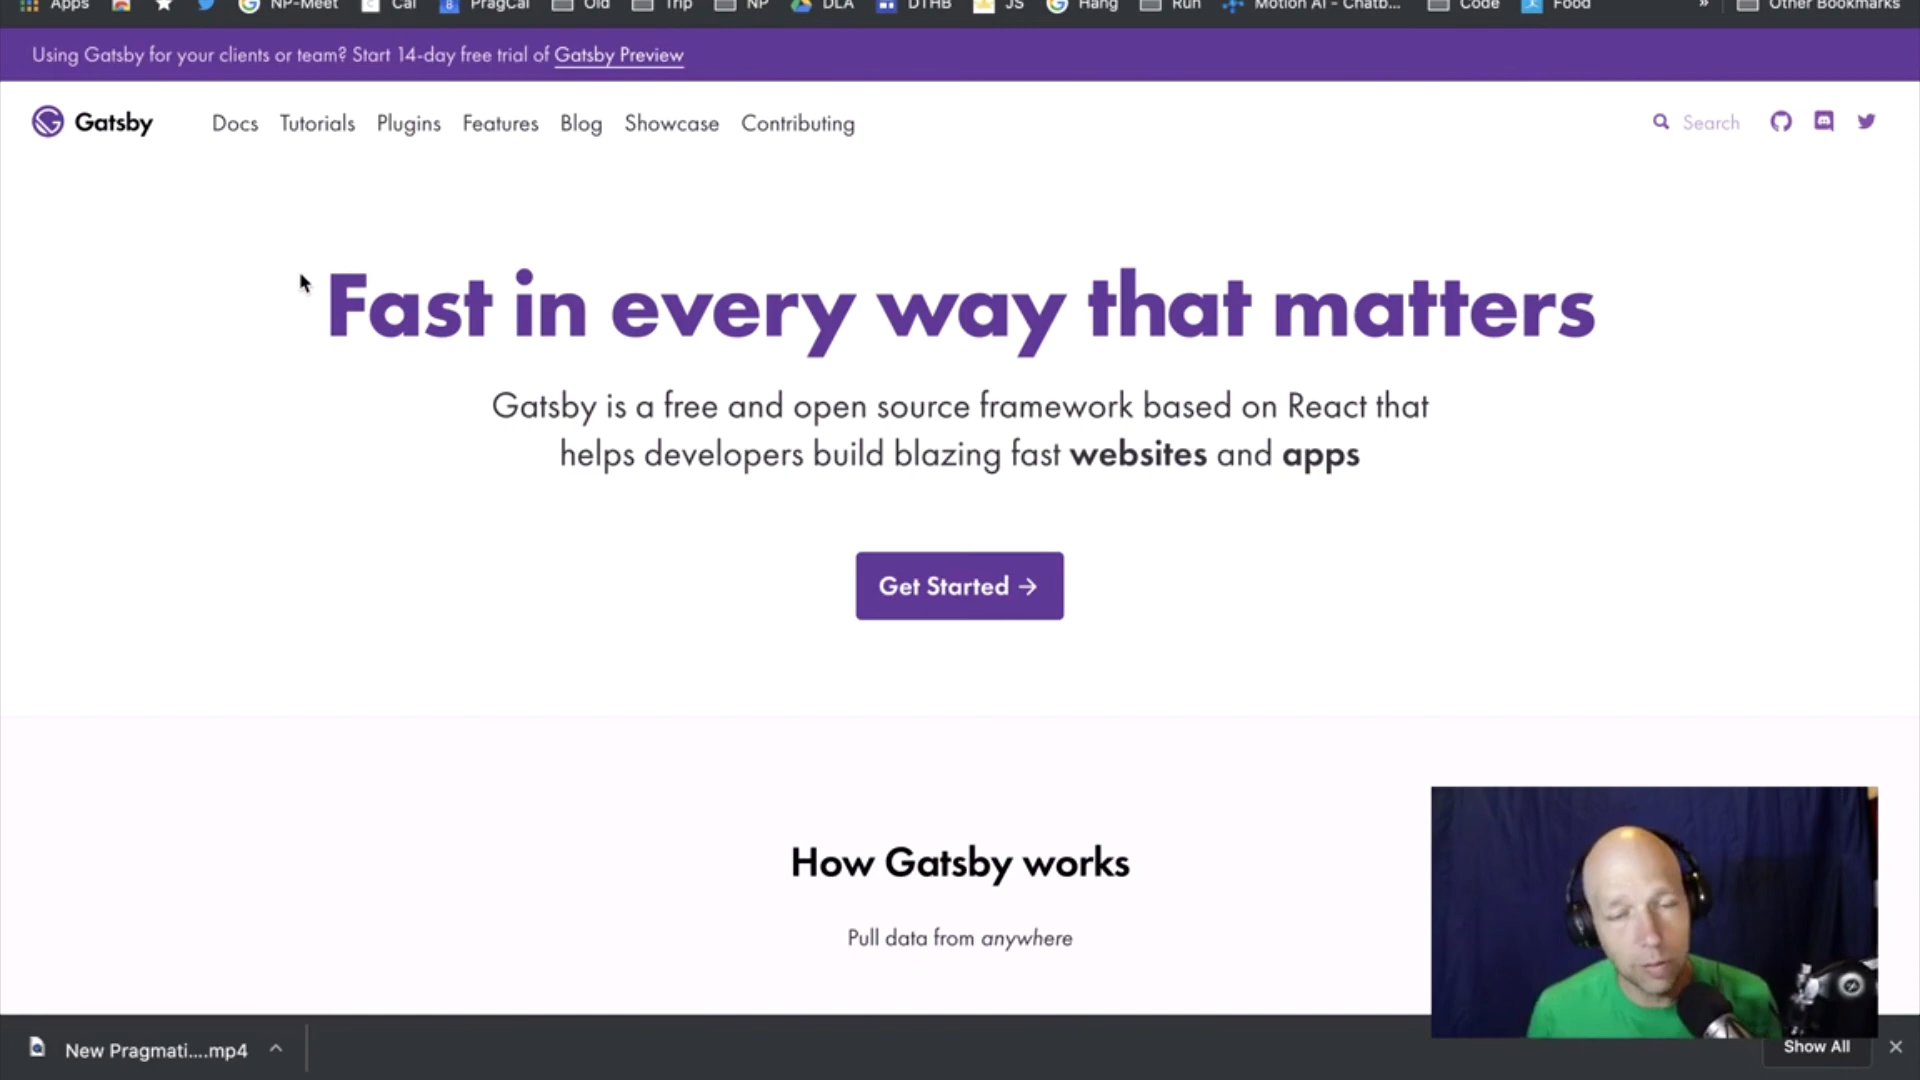 Apps NP-Meet Cal PragCal Old Trip NP DLA DTHB JS Hang Run Motion AI - Chatb... Code Food » Other Bookmarks
Using Gatsby for your clients or team? Start 14-day free trial of Gatsby Preview
Gatsby Docs Tutorials Plugins Features Blog Showcase Contributing Search
Fast in every way that matters
Gatsby is a free and open source framework based on React that
helps developers build blazing fast websites and apps
Get Started →
How Gatsby works
Pull data from anywhere
New Pragmati....mp4
Show All